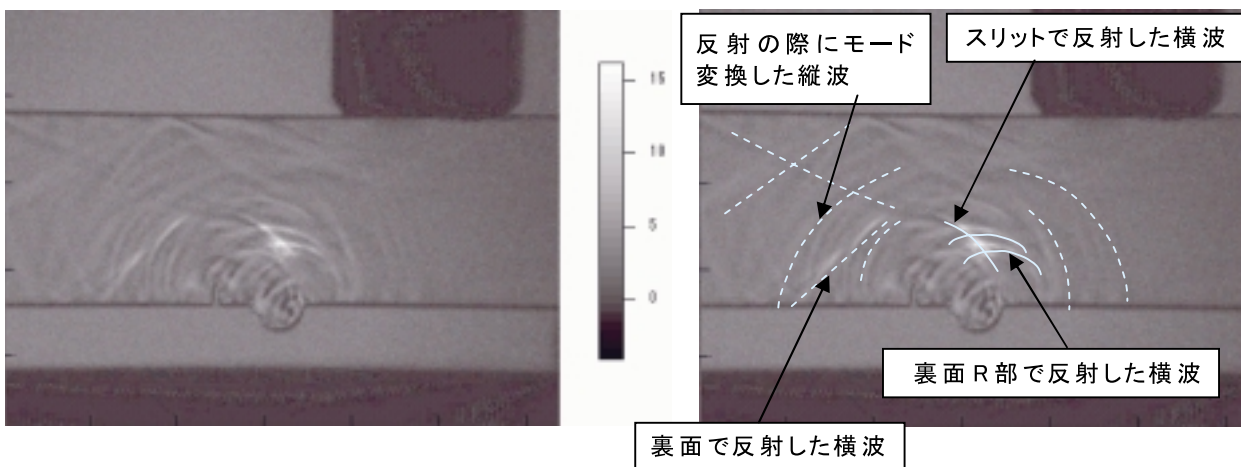 反射の際にモード
変換した縦波
スリットで反射した横波
15
10
5
0
裏面R部で反射した横波
裏面で反射した横波